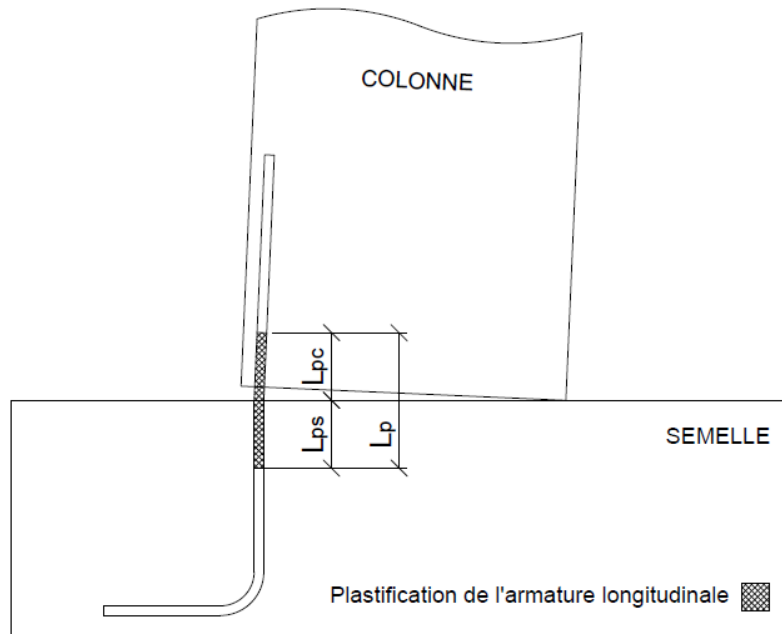 COLONNE
Lpc
Lps
Lp
SEMELLE
Plastification de l'armature longitudinale